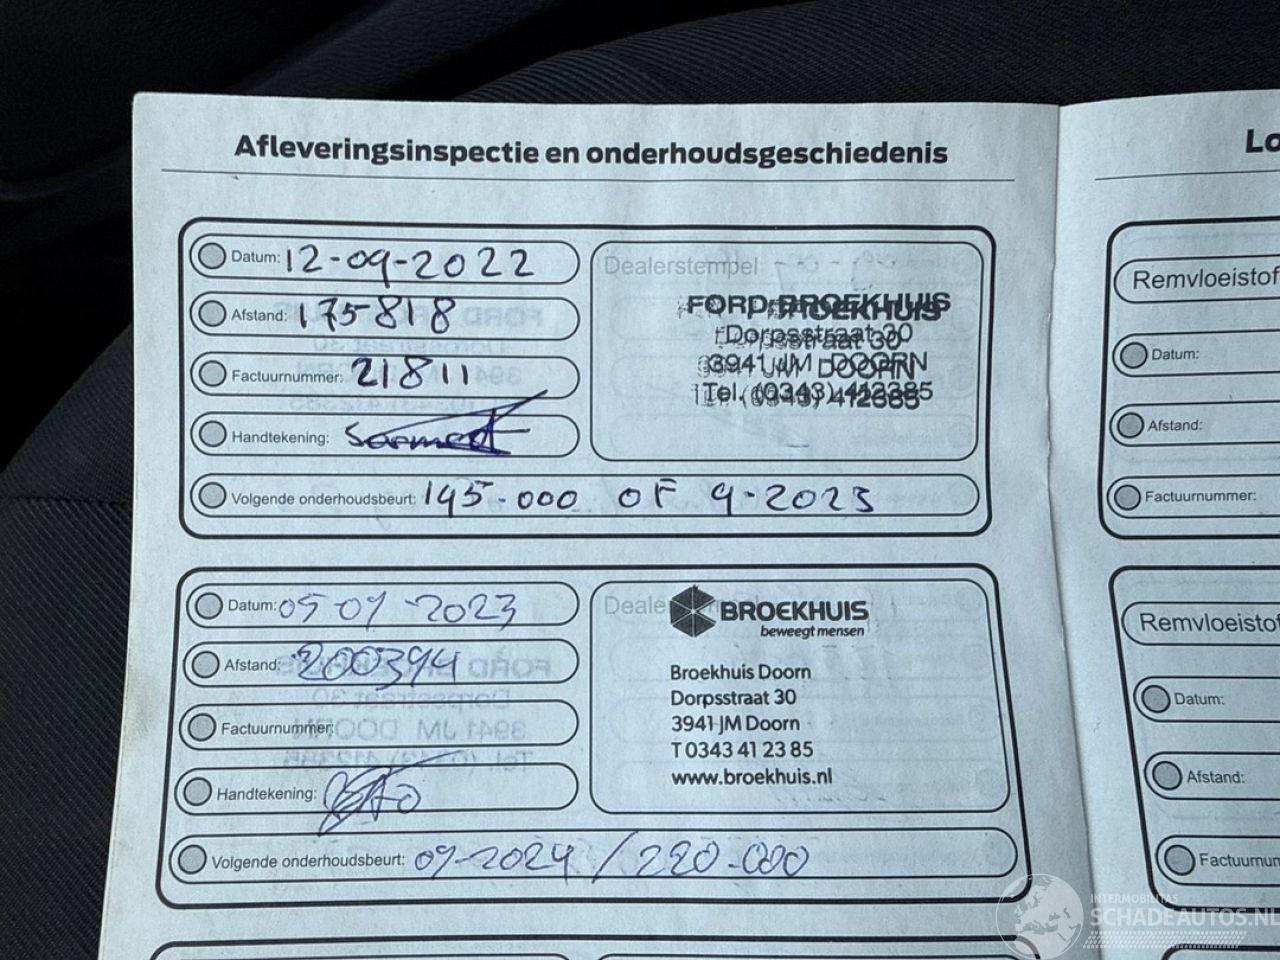 Afleveringsinspectie en onderhoudsgeschiedenis
Datum: 12-09-2022
Afstand: 175818
Factuurnummer: 21811
Handtekening:
Volgende onderhoudsbeurt: 195.000 OF 9-2023
Dealerstempel
FORD BROEKHUIS
Dorpsstraat 30
3941 JM DOORN
Tel. (0343) 412385
Datum: 05 09 - 2023
Afstand: 200394
Factuurnummer:
Handtekening:
Volgende onderhoudsbeurt: 09-2024 / 220.000
BROEKHUIS
beweegt mensen
Broekhuis Doorn
Dorpsstraat 30
3941 JM Doorn
T 0343 41 23 85
www.broekhuis.nl
Lo
Remvloeistof
Datum:
Afstand:
Factuurnummer:
Remvloeistof
Datum:
Afstand:
Factuurnum
INTERMOBILITAS
SCHADEAUTOS.NL